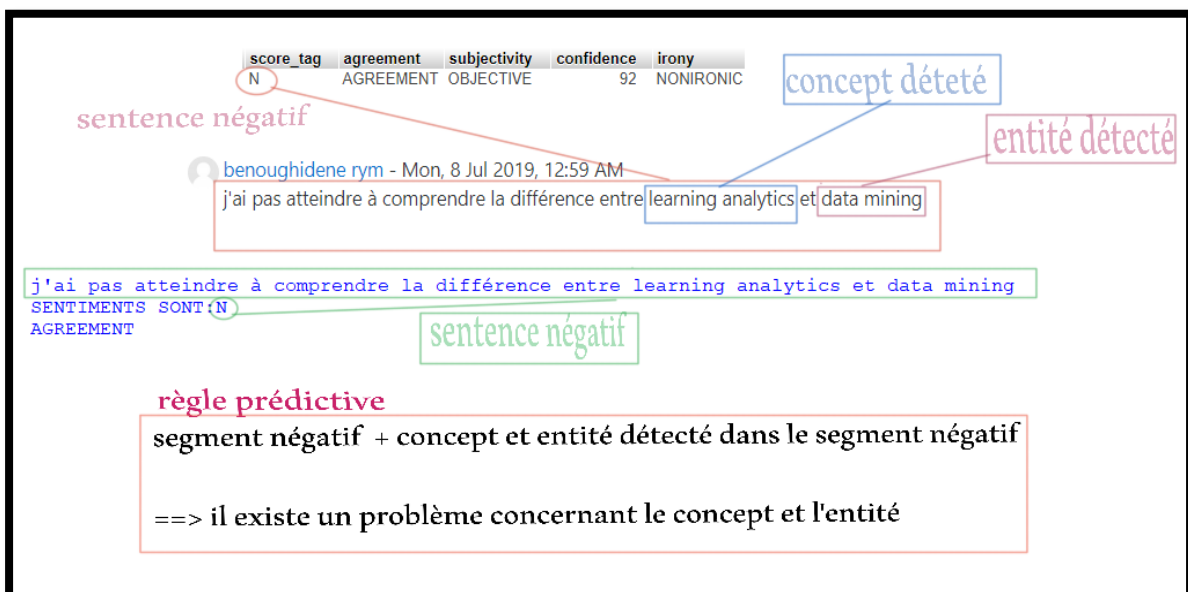 score_tag agreement subjectivity confidence irony
N AGREEMENT OBJECTIVE 92 NONIRONIC
concept déteté
sentence négatif
entité détecté
benoughidene rym - Mon, 8 Jul 2019, 12:59 AM
j'ai pas atteindre à comprendre la différence entre learning analytics et data mining
j'ai pas atteindre à comprendre la différence entre learning analytics et data mining
SENTIMENTS SONT:N
AGREEMENT
sentence négatif
règle prédictive
segment négatif + concept et entité détecté dans le segment négatif
==> il existe un problème concernant le concept et l'entité